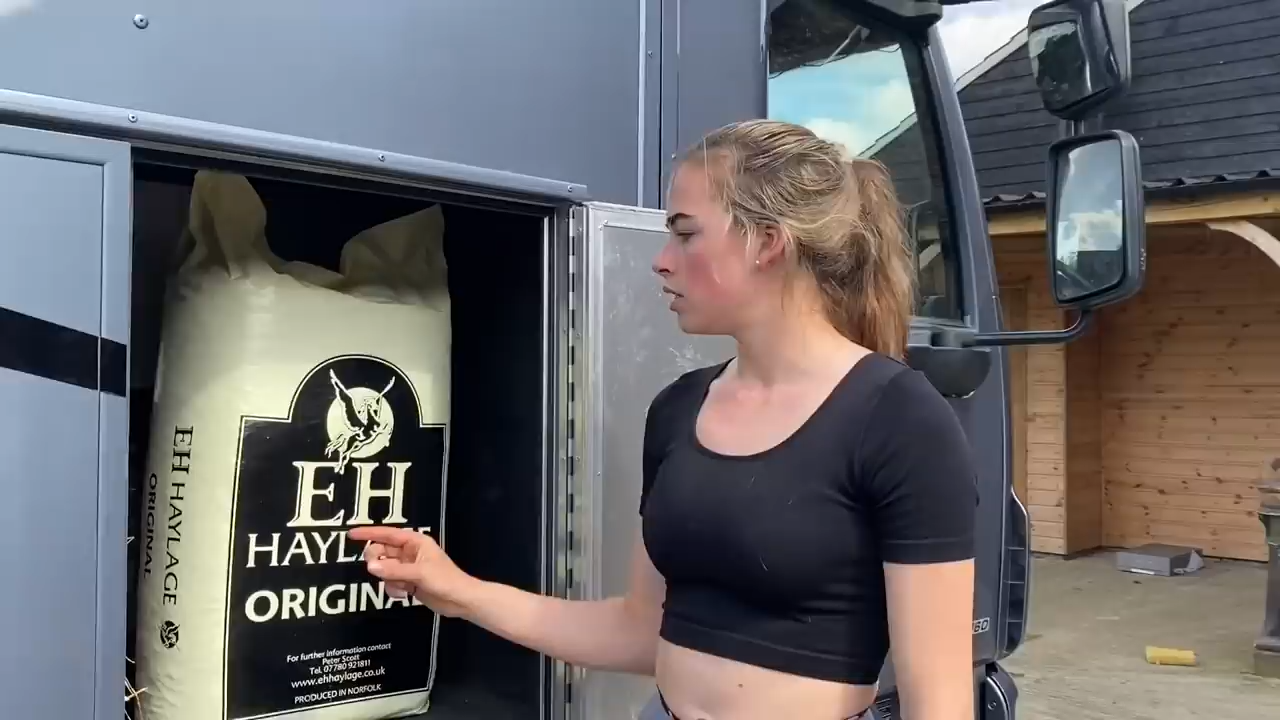 EH
HAYLAGE
ORIGINAL
For further information contact
Peter Scott
Tel. 07780 921811
www.ehhaylage.co.uk
PRODUCED IN NORFOLK
EH HAYLAGE
ORIGINAL
60